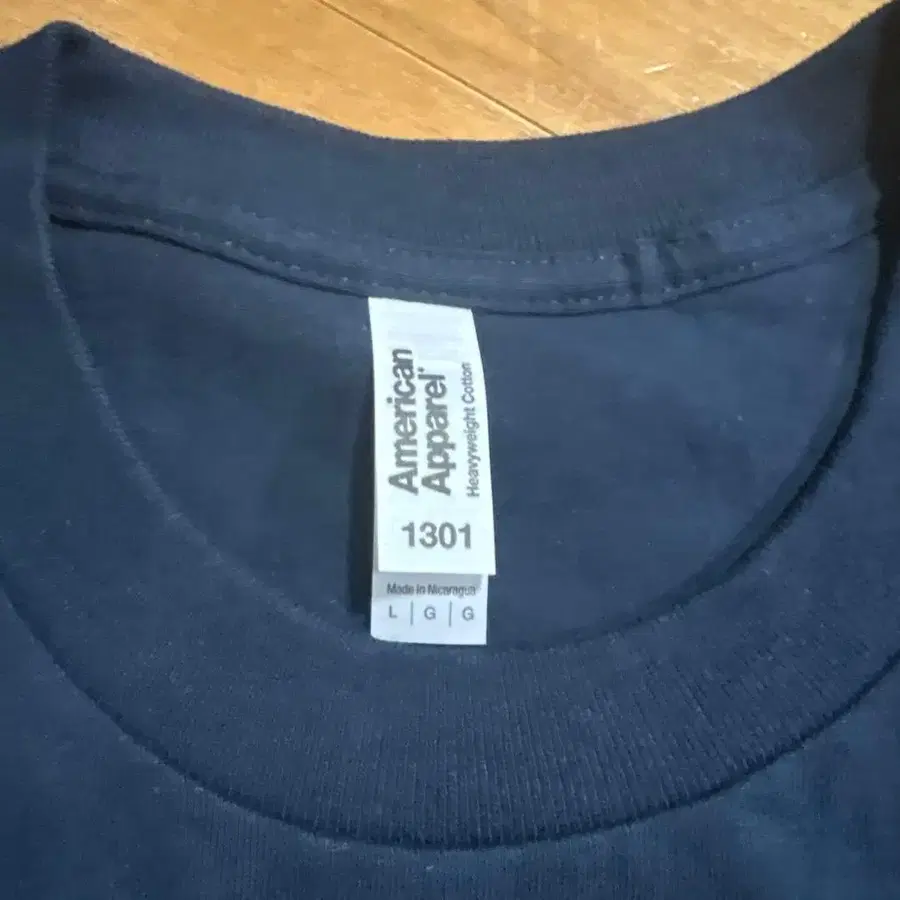 American
Apparel®
Heavyweight Cotton
1301
Made in Nicaragua
L | G | G